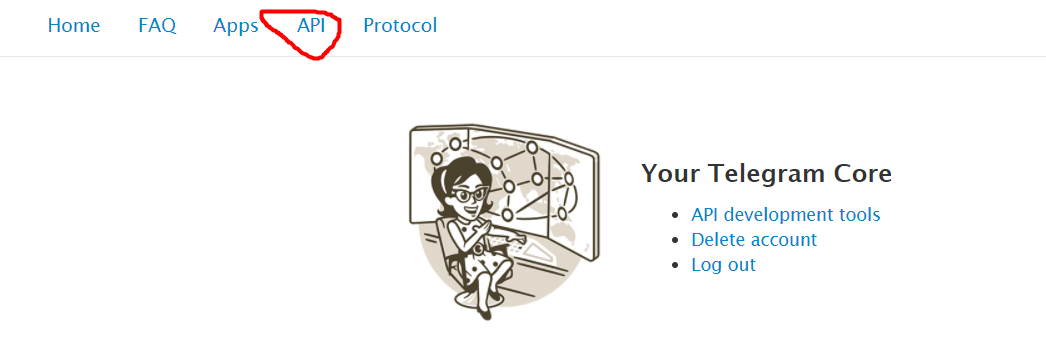 Home FAQ Apps API Protocol
Your Telegram Core
API development tools
Delete account
Log out